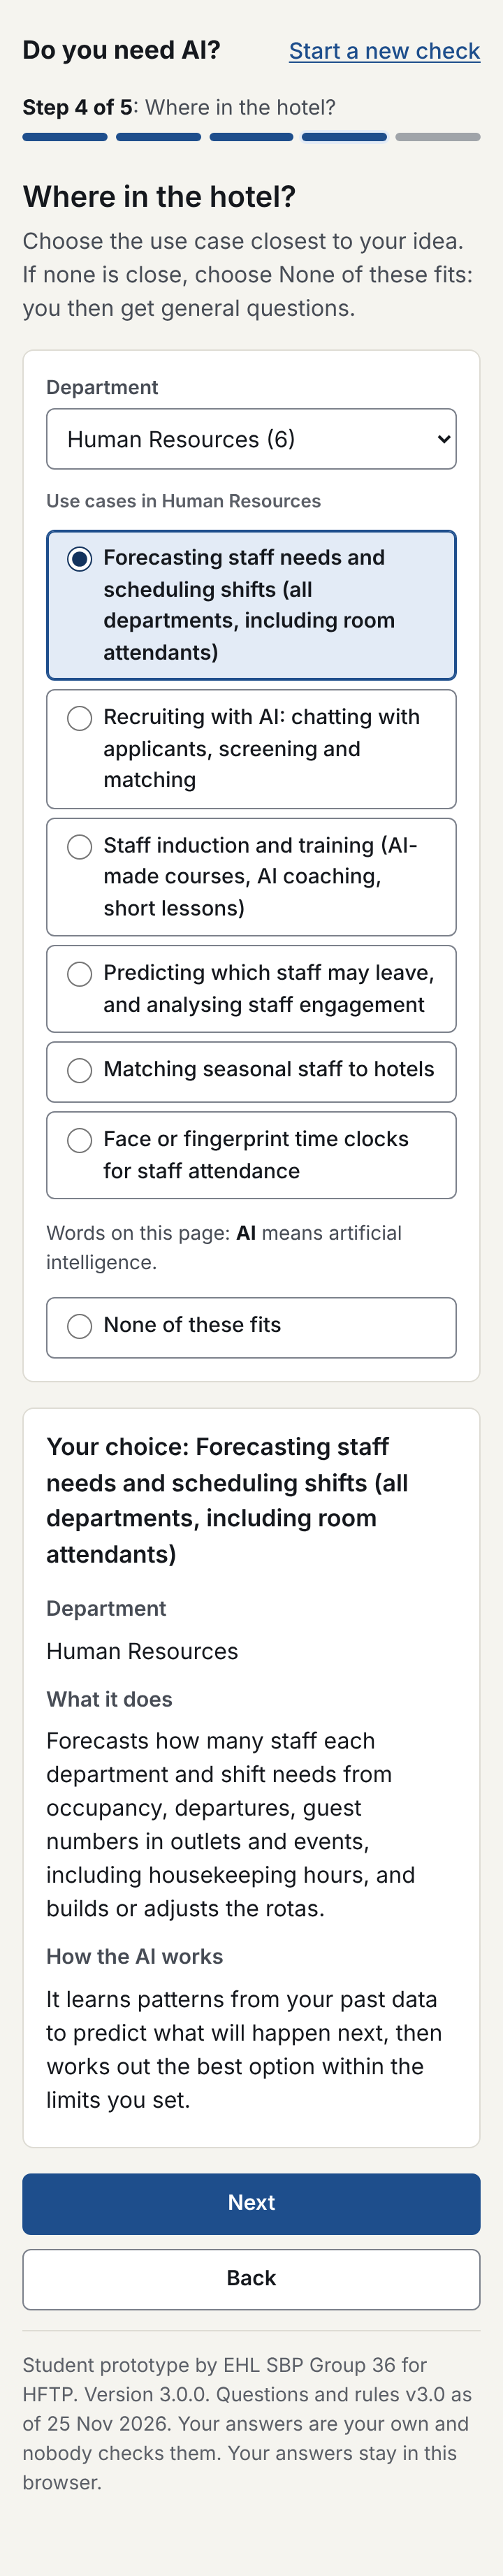 Do you need AI?
Start a new check
Step 4 of 5: Where in the hotel?
Where in the hotel?
Choose the use case closest to your idea.
If none is close, choose None of these fits:
you then get general questions.
Department
Human Resources (6)
Use cases in Human Resources
Forecasting staff needs and
scheduling shifts (all
departments, including room
attendants)
Recruiting with AI: chatting with
applicants, screening and
matching
Staff induction and training (AI-
made courses, AI coaching,
short lessons)
Predicting which staff may leave,
and analysing staff engagement
Matching seasonal staff to hotels
Face or fingerprint time clocks
for staff attendance
Words on this page: AI means artificial
intelligence.
None of these fits
Your choice: Forecasting staff
needs and scheduling shifts (all
departments, including room
attendants)
Department
Human Resources
What it does
Forecasts how many staff each
department and shift needs from
occupancy, departures, guest
numbers in outlets and events,
including housekeeping hours, and
builds or adjusts the rotas.
How the AI works
It learns patterns from your past data
to predict what will happen next, then
works out the best option within the
limits you set.
Next
Back
Student prototype by EHL SBP Group 36 for
HFTP. Version 3.0.0. Questions and rules v3.0 as
of 25 Nov 2026. Your answers are your own and
nobody checks them. Your answers stay in this
browser.